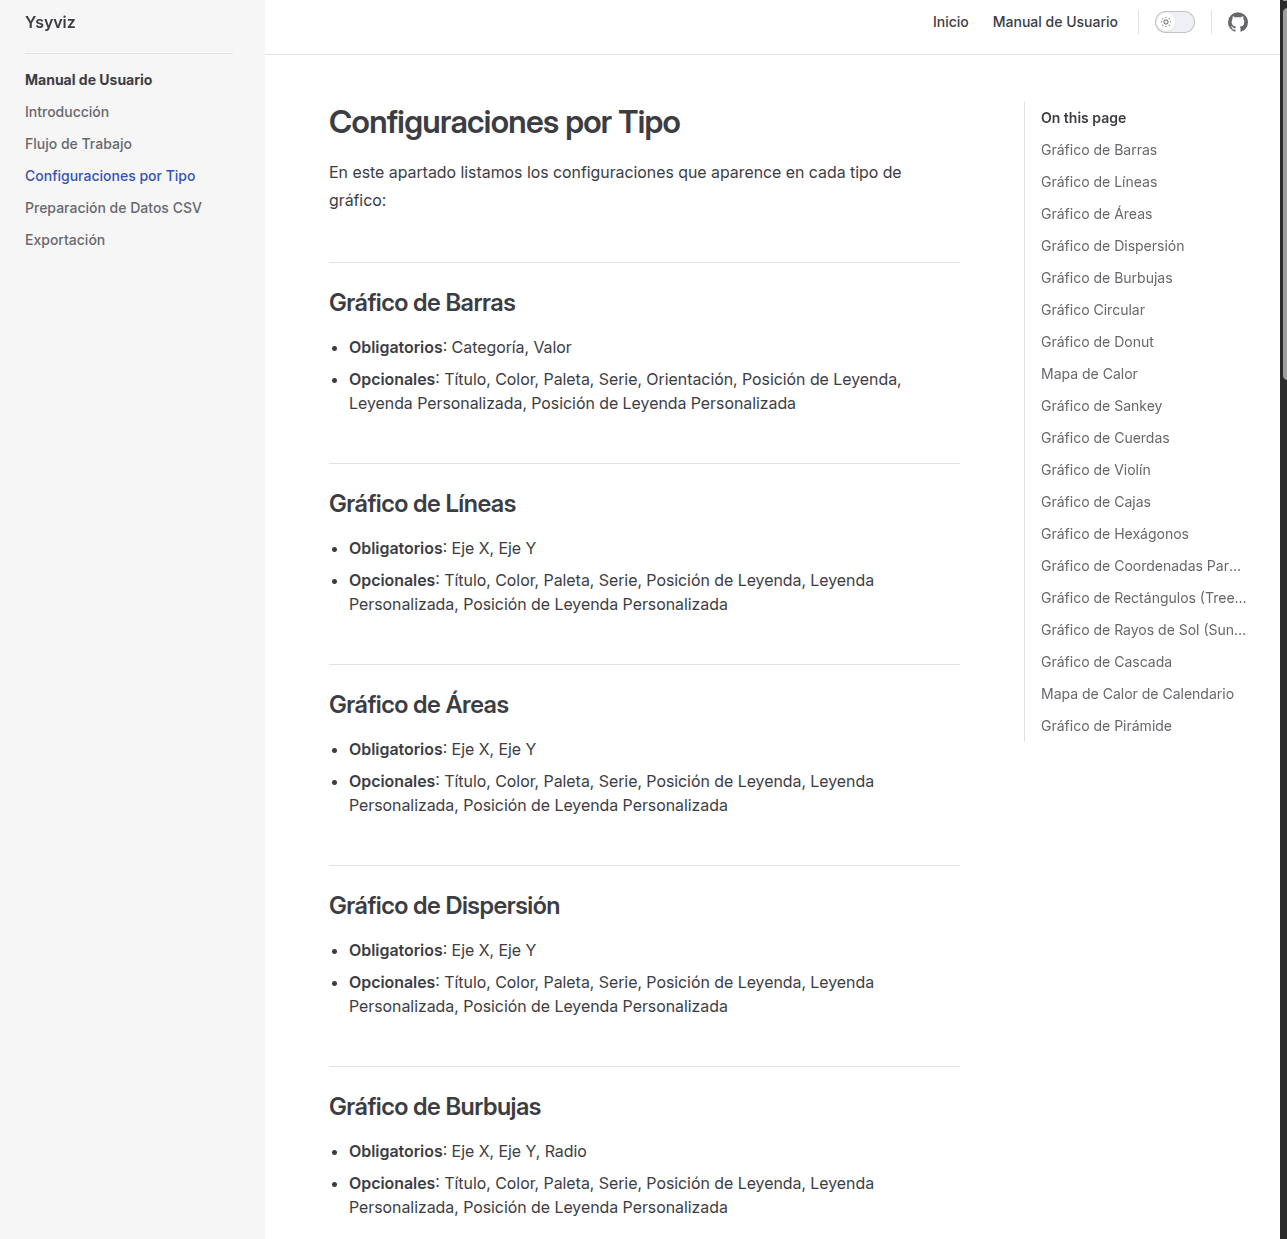 Ysyviz
Manual de Usuario
Introducción
Flujo de Trabajo
Configuraciones por Tipo
Preparación de Datos CSV
Exportación
Inicio
Manual de Usuario
Configuraciones por Tipo
En este apartado listamos los configuraciones que aparence en cada tipo de
gráfico:
Gráfico de Barras
• Obligatorios: Categoría, Valor
• Opcionales: Título, Color, Paleta, Serie, Orientación, Posición de Leyenda,
Leyenda Personalizada, Posición de Leyenda Personalizada
Gráfico de Líneas
• Obligatorios: Eje X, Eje Y
• Opcionales: Título, Color, Paleta, Serie, Posición de Leyenda, Leyenda
Personalizada, Posición de Leyenda Personalizada
Gráfico de Áreas
• Obligatorios: Eje X, Eje Y
• Opcionales: Título, Color, Paleta, Serie, Posición de Leyenda, Leyenda
Personalizada, Posición de Leyenda Personalizada
Gráfico de Dispersión
• Obligatorios: Eje X, Eje Y
• Opcionales: Título, Color, Paleta, Serie, Posición de Leyenda, Leyenda
Personalizada, Posición de Leyenda Personalizada
Gráfico de Burbujas
• Obligatorios: Eje X, Eje Y, Radio
• Opcionales: Título, Color, Paleta, Serie, Posición de Leyenda, Leyenda
Personalizada, Posición de Leyenda Personalizada
On this page
Gráfico de Barras
Gráfico de Líneas
Gráfico de Áreas
Gráfico de Dispersión
Gráfico de Burbujas
Gráfico Circular
Gráfico de Donut
Mapa de Calor
Gráfico de Sankey
Gráfico de Cuerdas
Gráfico de Violín
Gráfico de Cajas
Gráfico de Hexágonos
Gráfico de Coordenadas Par...
Gráfico de Rectángulos (Tree...
Gráfico de Rayos de Sol (Sun...
Gráfico de Cascada
Mapa de Calor de Calendario
Gráfico de Pirámide